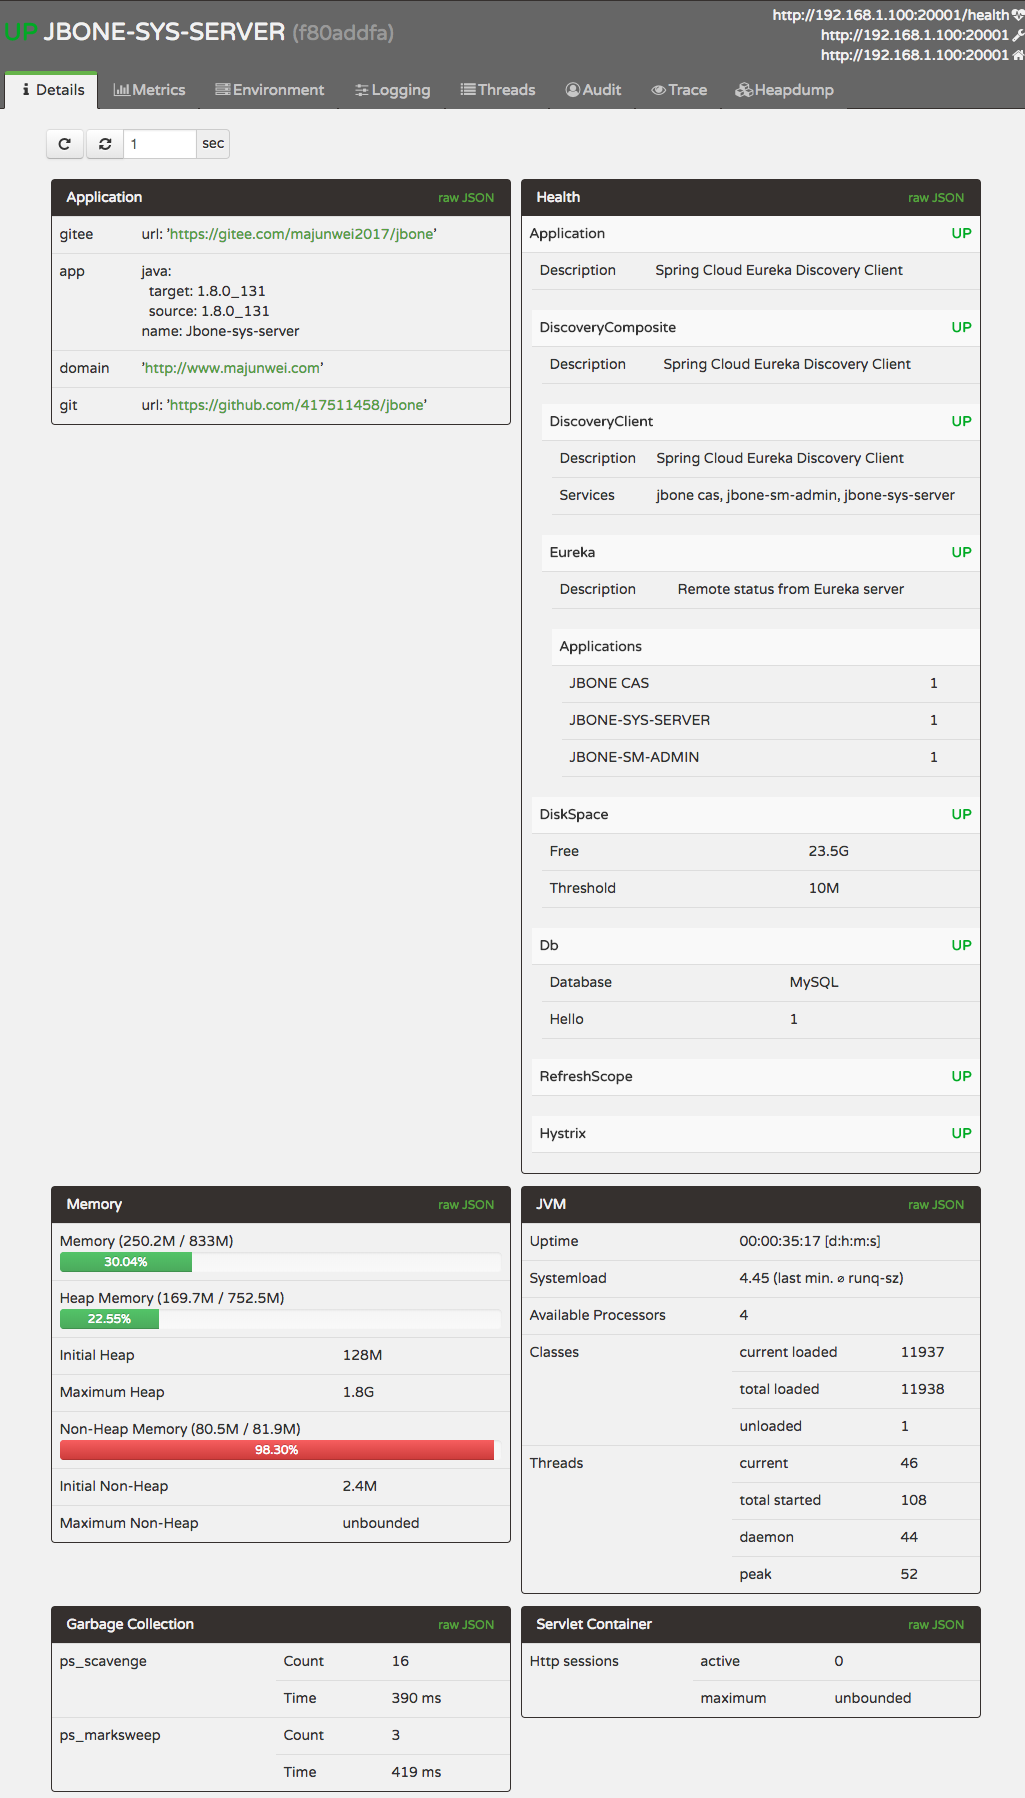 UP JBONE-SYS-SERVER (f80addfa)
http://192.168.1.100:20001/health
http://192.168.1.100:20001
http://192.168.1.100:20001
Details Metrics Environment Logging Threads Audit Trace Heapdump
1 sec
Application raw JSON
gitee url: 'https://gitee.com/majunwei2017/jbone'
app java:
target: 1.8.0_131
source: 1.8.0_131
name: Jbone-sys-server
domain 'http://www.majunwei.com'
git url: 'https://github.com/417511458/jbone'
Health raw JSON
Application UP
Description Spring Cloud Eureka Discovery Client
DiscoveryComposite UP
Description Spring Cloud Eureka Discovery Client
DiscoveryClient UP
Description Spring Cloud Eureka Discovery Client
Services jbone cas, jbone-sm-admin, jbone-sys-server
Eureka UP
Description Remote status from Eureka server
Applications
JBONE CAS 1
JBONE-SYS-SERVER 1
JBONE-SM-ADMIN 1
DiskSpace UP
Free 23.5G
Threshold 10M
Db UP
Database MySQL
Hello 1
RefreshScope UP
Hystrix UP
Memory raw JSON
Memory (250.2M / 833M)
30.04%
Heap Memory (169.7M / 752.5M)
22.55%
Initial Heap 128M
Maximum Heap 1.8G
Non-Heap Memory (80.5M / 81.9M)
98.30%
Initial Non-Heap 2.4M
Maximum Non-Heap unbounded
JVM raw JSON
Uptime 00:00:35:17 [d:h:m:s]
Systemload 4.45 (last min. ⌀ runq-sz)
Available Processors 4
Classes current loaded 11937
total loaded 11938
unloaded 1
Threads current 46
total started 108
daemon 44
peak 52
Garbage Collection raw JSON
ps_scavenge Count 16
Time 390 ms
ps_marksweep Count 3
Time 419 ms
Servlet Container raw JSON
Http sessions active 0
maximum unbounded